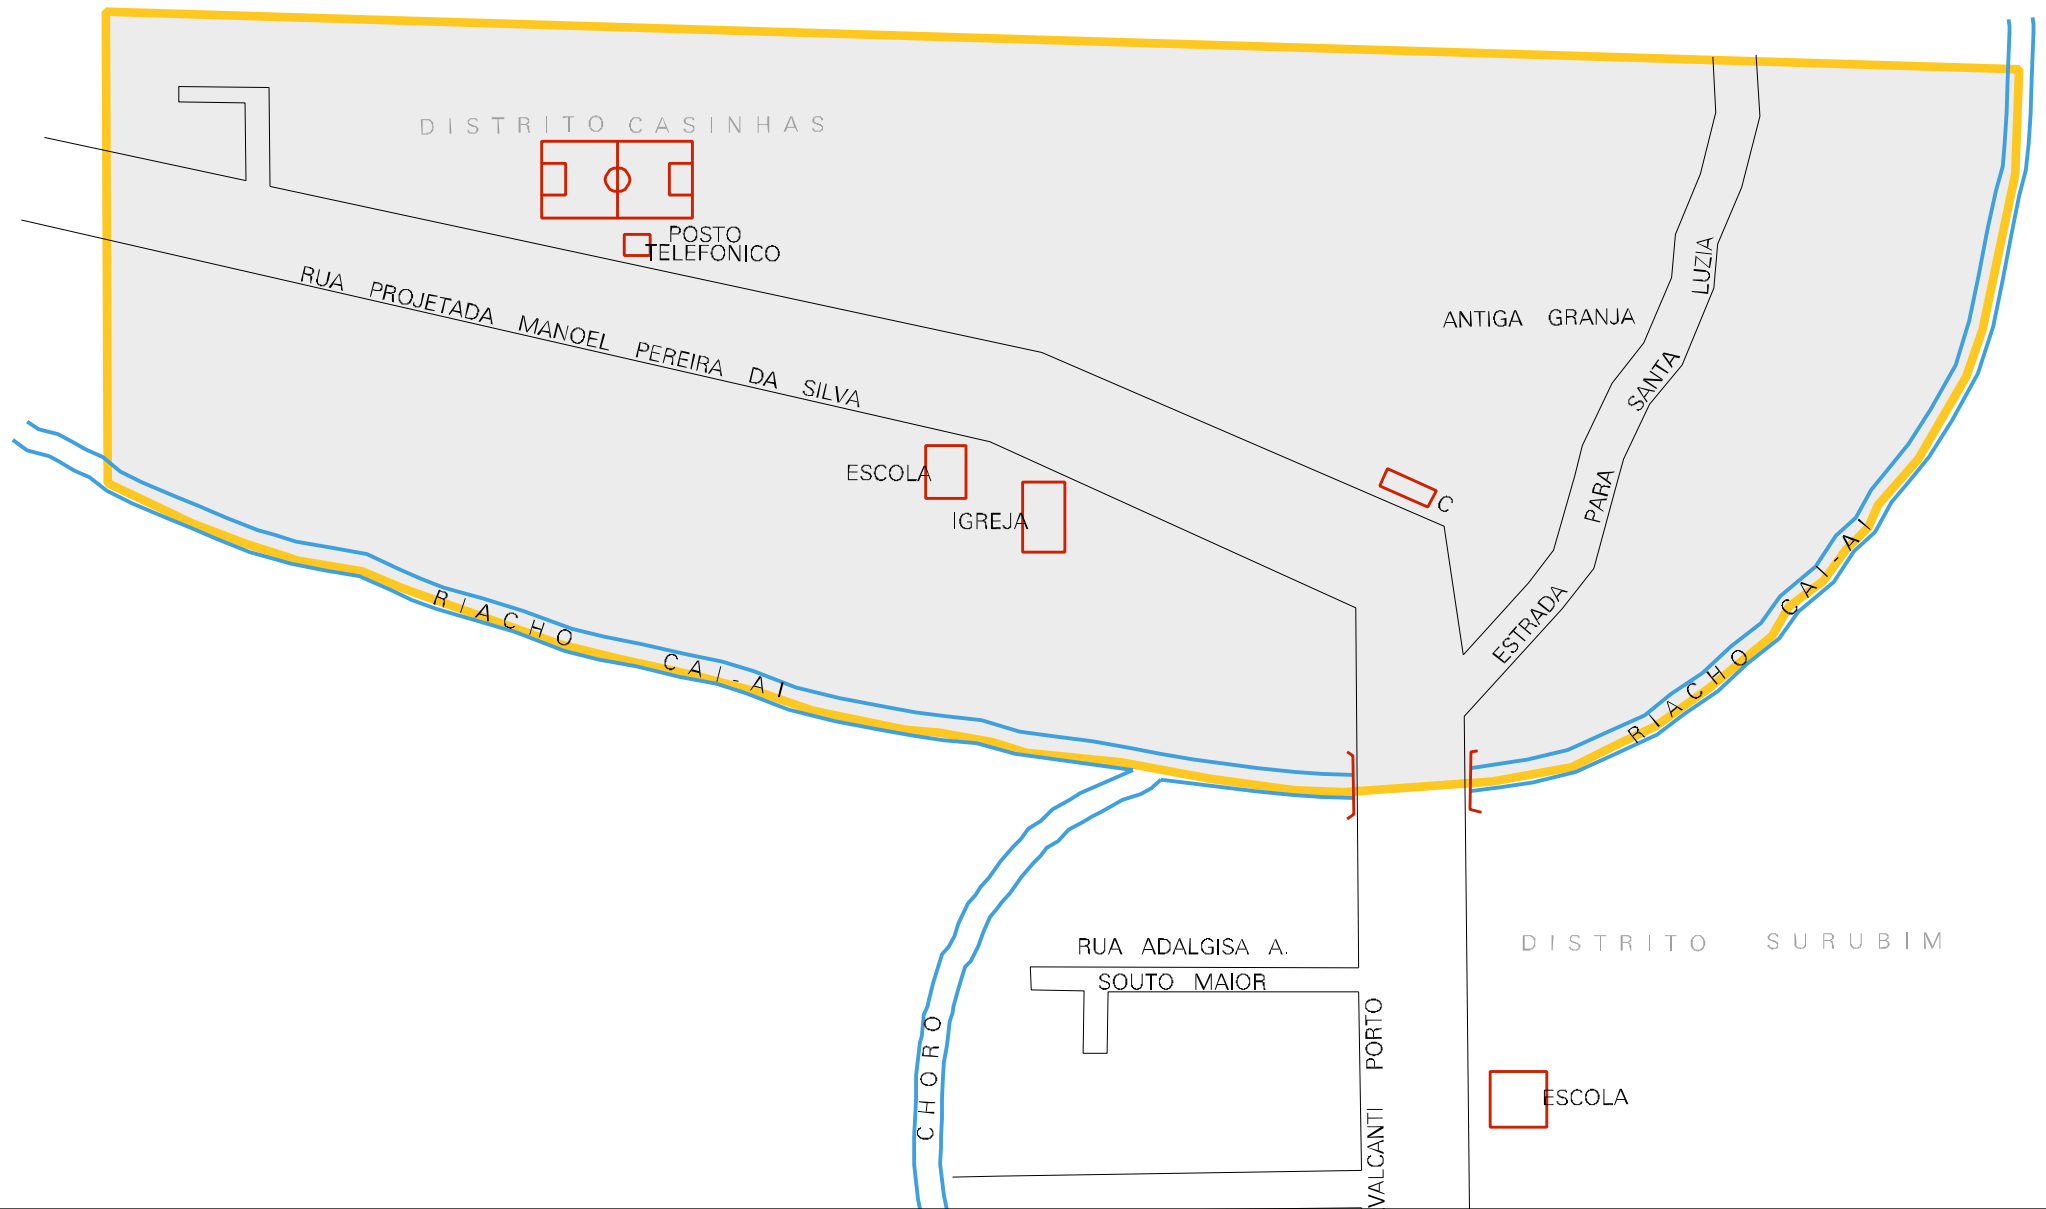 DISTRITO CASINHAS
POSTO
TELEFONICO
RUA PROJETADA MANOEL PEREIRA DA SILVA
ANTIGA GRANJA
ESTRADA PARA SANTA LUZIA
ESCOLA
IGREJA
C
RIACHO CAI-AI
RIACHO CAI-AI
RUA ADALGISA A.
SOUTO MAIOR
DISTRITO SURUBIM
CHORO
VALCANTI PORTO
ESCOLA